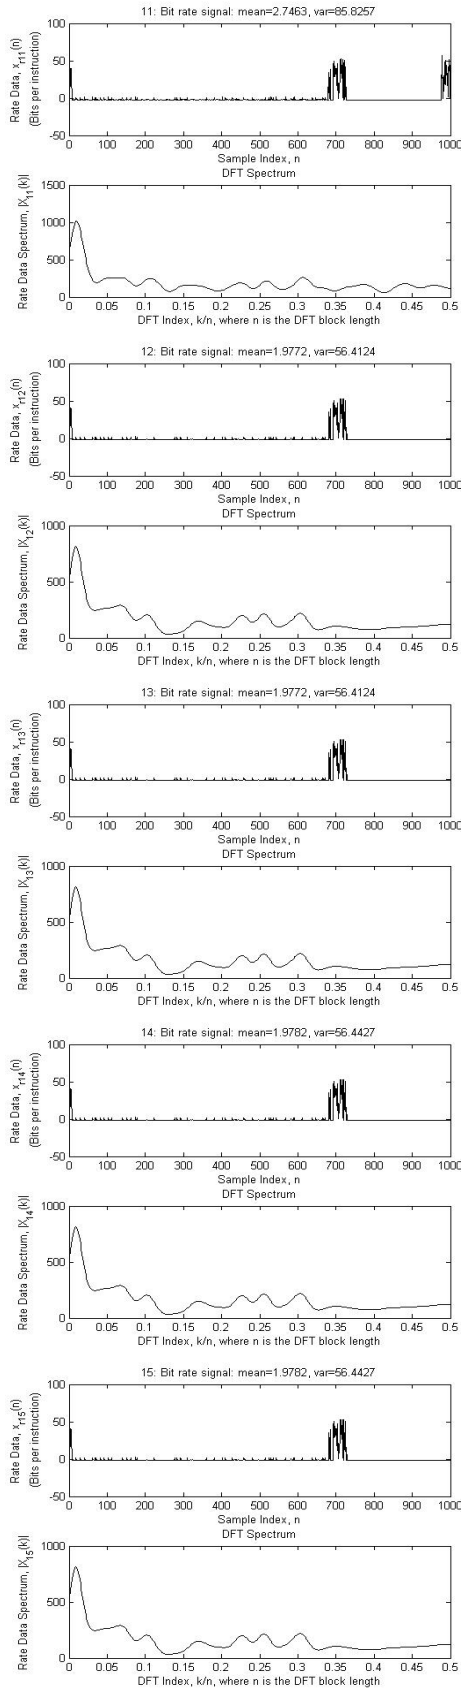 11: Bit rate signal: mean=2.7463, var=85.8257
Rate Data, x_r11(n)
(Bits per instruction)
100
50
0
-50
0 100 200 300 400 500 600 700 800 900 1000
Sample Index, n
DFT Spectrum
Rate Data Spectrum, |X_11(k)|
1500
1000
500
0
0 0.05 0.1 0.15 0.2 0.25 0.3 0.35 0.4 0.45 0.5
DFT Index, k/n, where n is the DFT block length
12: Bit rate signal: mean=1.9772, var=56.4124
Rate Data, x_r12(n)
(Bits per instruction)
100
50
0
-50
0 100 200 300 400 500 600 700 800 900 1000
Sample Index, n
DFT Spectrum
Rate Data Spectrum, |X_12(k)|
1000
500
0
0 0.05 0.1 0.15 0.2 0.25 0.3 0.35 0.4 0.45 0.5
DFT Index, k/n, where n is the DFT block length
13: Bit rate signal: mean=1.9772, var=56.4124
Rate Data, x_r13(n)
(Bits per instruction)
100
50
0
-50
0 100 200 300 400 500 600 700 800 900 1000
Sample Index, n
DFT Spectrum
Rate Data Spectrum, |X_13(k)|
1000
500
0
0 0.05 0.1 0.15 0.2 0.25 0.3 0.35 0.4 0.45 0.5
DFT Index, k/n, where n is the DFT block length
14: Bit rate signal: mean=1.9782, var=56.4427
Rate Data, x_r14(n)
(Bits per instruction)
100
50
0
-50
0 100 200 300 400 500 600 700 800 900 1000
Sample Index, n
DFT Spectrum
Rate Data Spectrum, |X_14(k)|
1000
500
0
0 0.05 0.1 0.15 0.2 0.25 0.3 0.35 0.4 0.45 0.5
DFT Index, k/n, where n is the DFT block length
15: Bit rate signal: mean=1.9782, var=56.4427
Rate Data, x_r15(n)
(Bits per instruction)
100
50
0
-50
0 100 200 300 400 500 600 700 800 900 1000
Sample Index, n
DFT Spectrum
Rate Data Spectrum, |X_15(k)|
1000
500
0
0 0.05 0.1 0.15 0.2 0.25 0.3 0.35 0.4 0.45 0.5
DFT Index, k/n, where n is the DFT block length